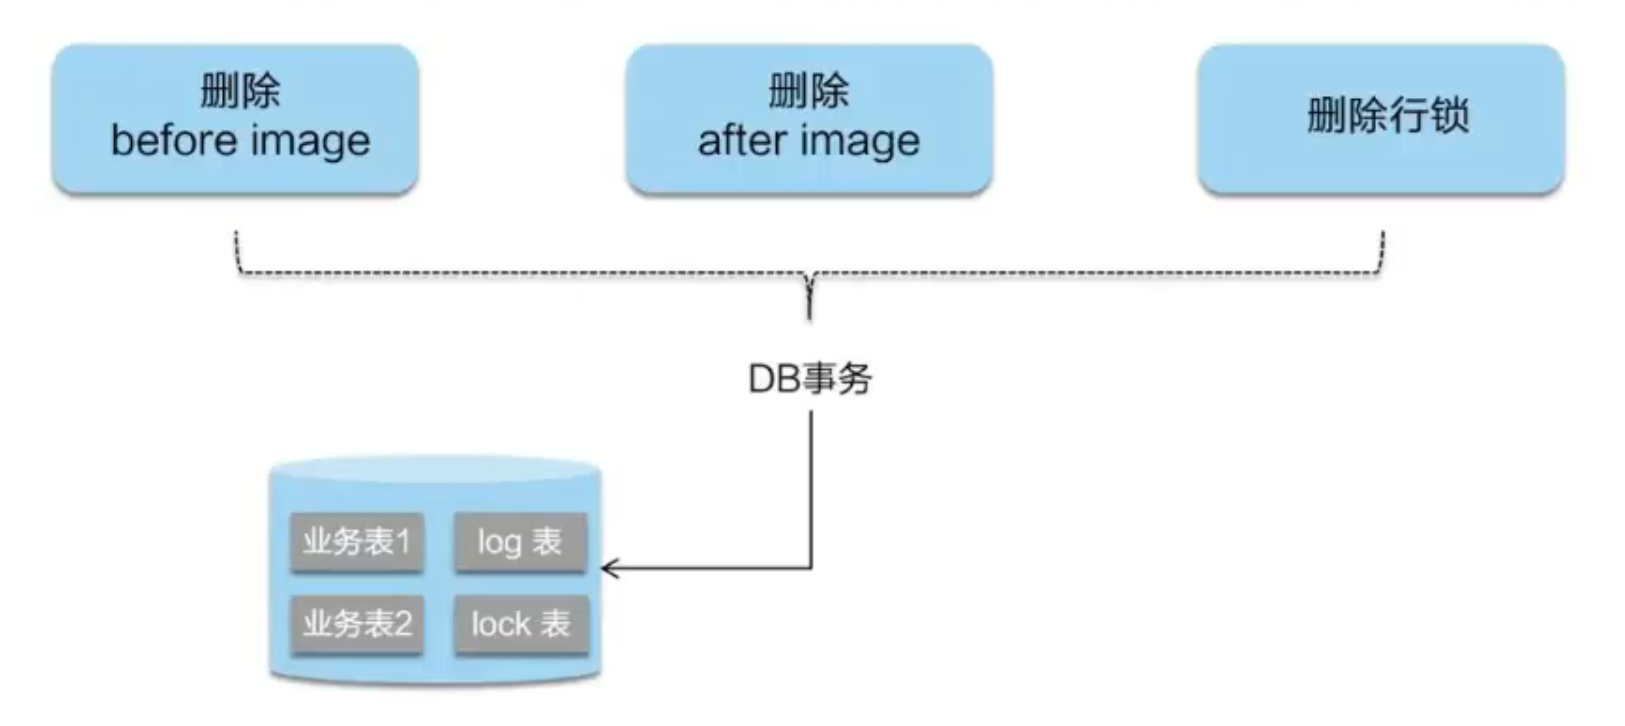 删除
before image
删除
after image
删除行锁
DB事务
业务表1
log 表
业务表2
lock 表